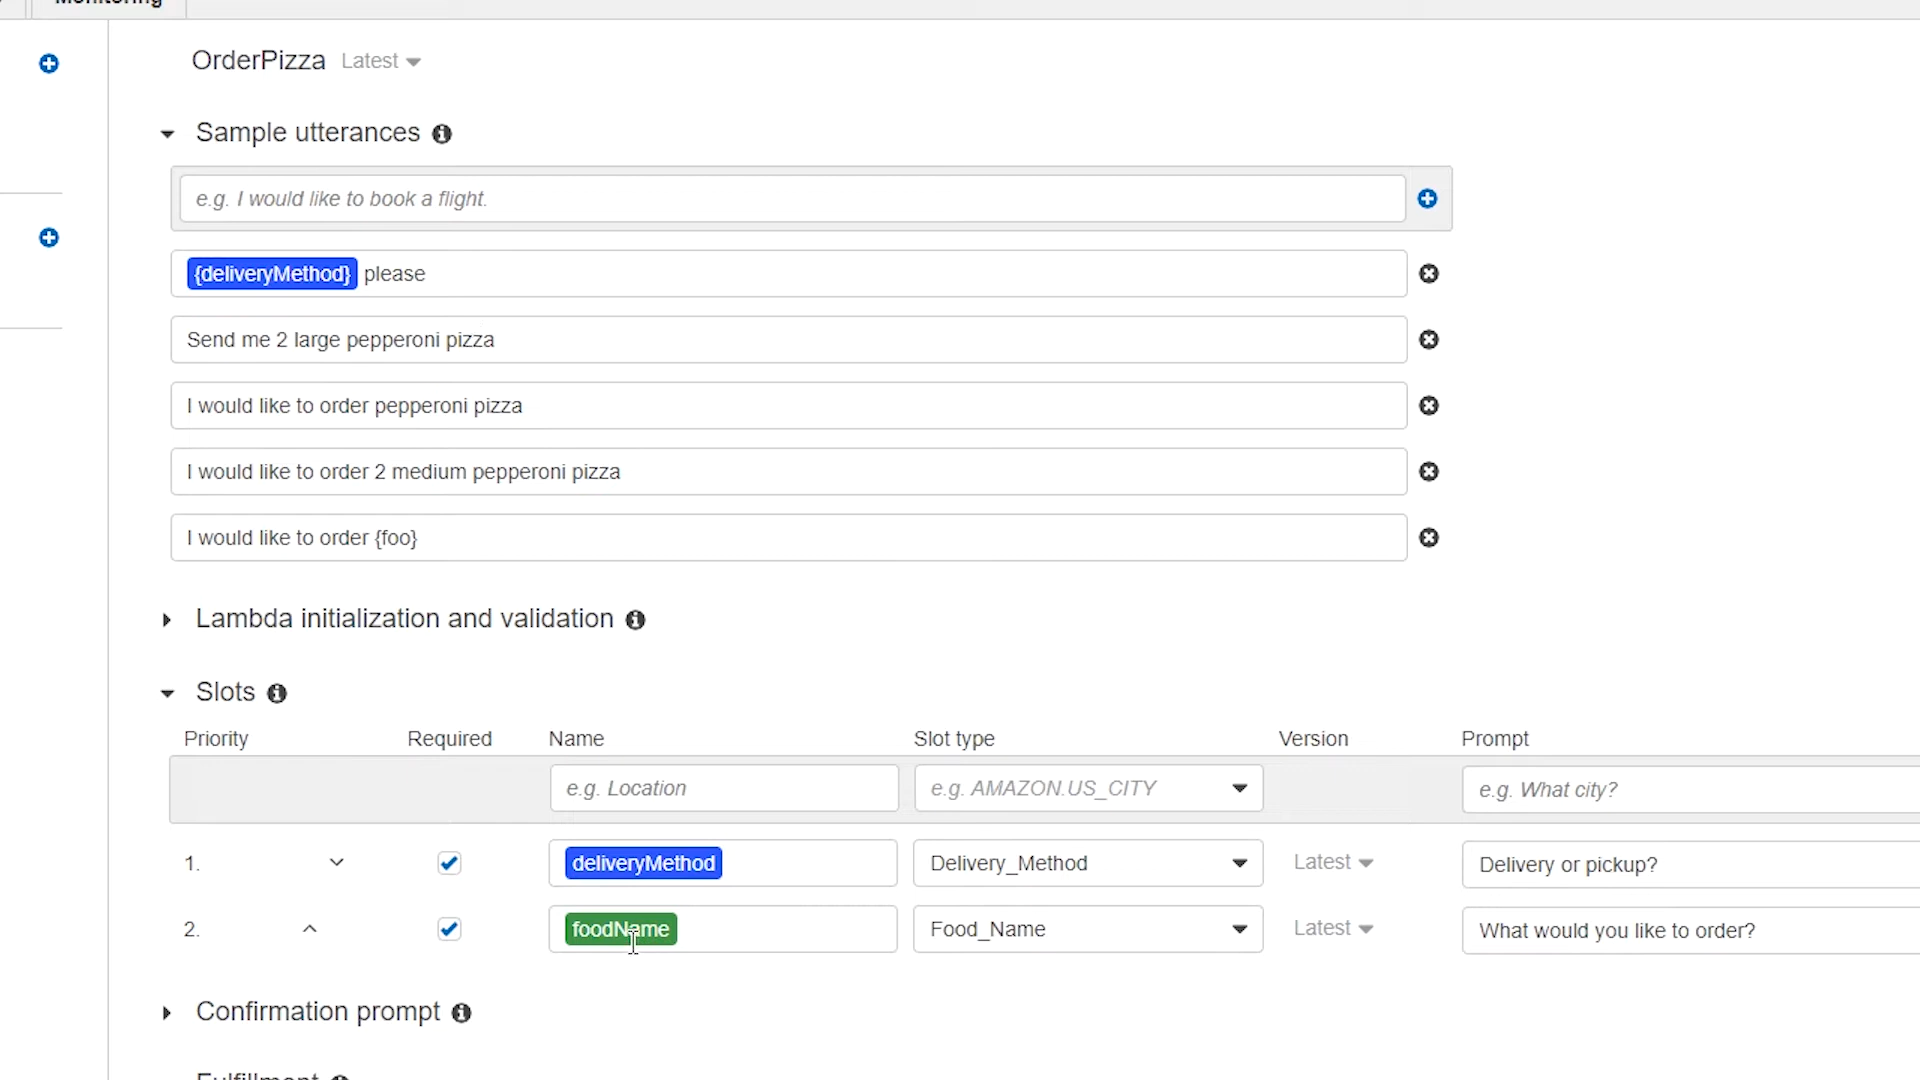 Monitoring
OrderPizza Latest
Sample utterances
e.g. I would like to book a flight.
{deliveryMethod} please
Send me 2 large pepperoni pizza
I would like to order pepperoni pizza
I would like to order 2 medium pepperoni pizza
I would like to order {foo}
Lambda initialization and validation
Slots
Priority Required Name Slot type Version Prompt
e.g. Location e.g. AMAZON.US_CITY e.g. What city?
1. deliveryMethod Delivery_Method Latest Delivery or pickup?
2. foodName Food_Name Latest What would you like to order?
Confirmation prompt
Fulfillment